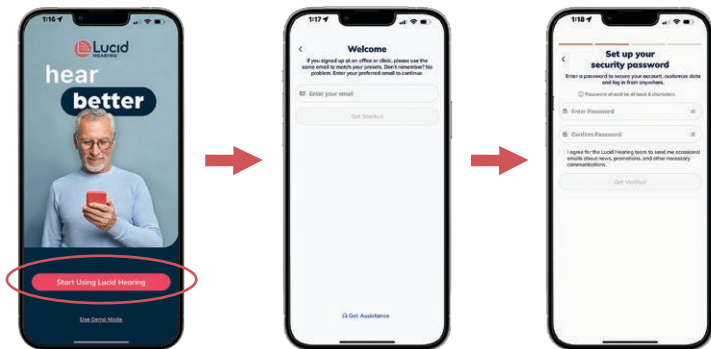 1:16
Lucid
HEARING
hear
better
Start Using Lucid Hearing
Use Demo Mode
1:17
Welcome
If you signed up at an office or clinic, please use the
same email to match your presets. Don't remember? No
problem. Enter your preferred email to continue.
Enter your email
Get Started
Get Assistance
1:18
Set up your
security password
Enter a password to secure your account, customize data
and log in from anywhere.
Password should be at least 8 characters
Enter Password
Confirm Password
I agree for the Lucid Hearing team to send me occasional
emails about news, promotions, and other necessary
communications.
Get Verified